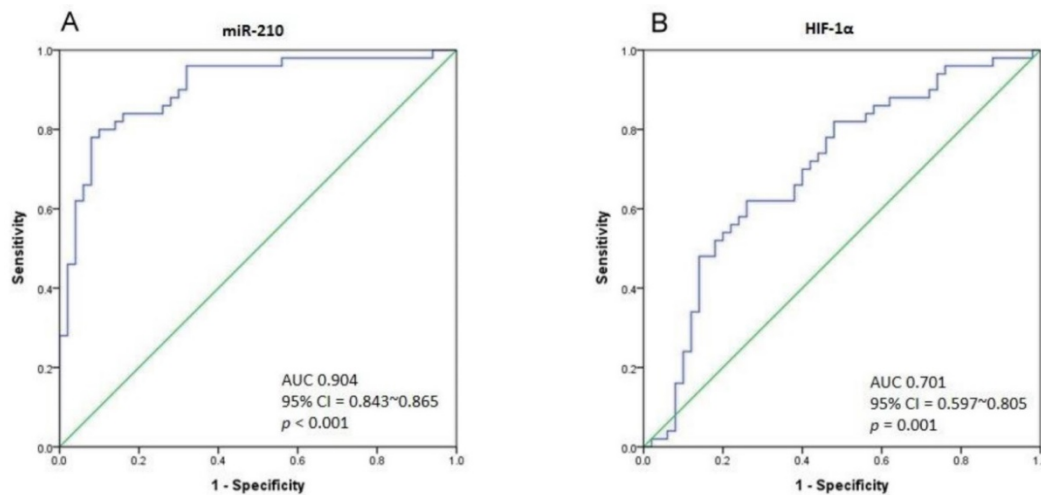 A
miR-210
1.0
0.8
0.6
0.4
0.2
0.0
Sensitivity
AUC 0.904
95% CI = 0.843~0.865
p < 0.001
0.0 0.2 0.4 0.6 0.8 1.0
1 - Specificity
B
HIF-1α
1.0
0.8
0.6
0.4
0.2
0.0
Sensitivity
AUC 0.701
95% CI = 0.597~0.805
p = 0.001
0.0 0.2 0.4 0.6 0.8 1.0
1 - Specificity